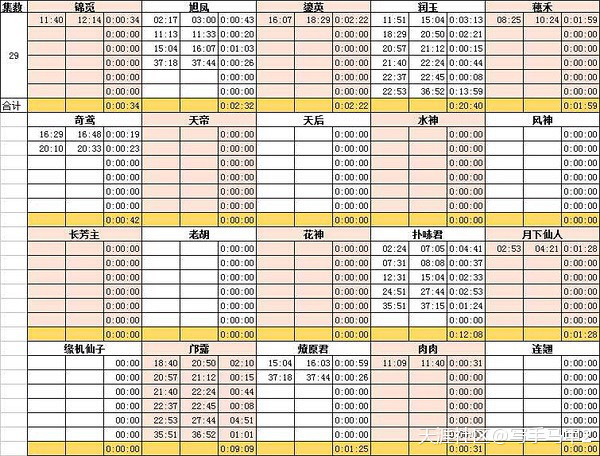 集数 锦觅 旭凤 鎏英 润玉 穗禾
11:40 12:14 0:00:34 02:17 03:00 0:00:43 16:07 18:29 0:02:22 11:51 15:04 0:03:13 08:25 10:24 0:01:59
0:00:00 11:13 11:33 0:00:20 0:00:00 18:29 20:50 0:02:21 0:00:00
29 0:00:00 15:04 16:07 0:01:03 0:00:00 20:57 21:12 0:00:15 0:00:00
0:00:00 37:18 37:44 0:00:26 0:00:00 21:40 22:24 0:00:44 0:00:00
0:00:00 0:00:00 0:00:00 22:37 22:45 0:00:08 0:00:00
0:00:00 0:00:00 0:00:00 22:53 36:52 0:13:59 0:00:00
合计 0:00:34 0:02:32 0:02:22 0:20:40 0:01:59
奇鸢 天帝 天后 水神 风神
16:29 16:48 0:00:19 0:00:00 0:00:00 0:00:00 0:00:00
20:10 20:33 0:00:23 0:00:00 0:00:00 0:00:00 0:00:00
0:00:00 0:00:00 0:00:00 0:00:00 0:00:00
0:00:00 0:00:00 0:00:00 0:00:00 0:00:00
0:00:00 0:00:00 0:00:00 0:00:00 0:00:00
0:00:00 0:00:00 0:00:00 0:00:00 0:00:00
0:00:42 0:00:00 0:00:00 0:00:00 0:00:00
长芳主 老胡 花神 扑哧君 月下仙人
0:00:00 0:00:00 0:00:00 02:24 07:05 0:04:41 02:53 04:21 0:01:28
0:00:00 0:00:00 0:00:00 07:31 08:08 0:00:37 0:00:00
0:00:00 0:00:00 0:00:00 12:31 15:04 0:02:33 0:00:00
0:00:00 0:00:00 0:00:00 24:51 27:44 0:02:53 0:00:00
0:00:00 0:00:00 0:00:00 35:51 37:15 0:01:24 0:00:00
0:00:00 0:00:00 0:00:00 0:00:00 0:00:00
0:00:00 0:00:00 0:00:00 0:12:08 0:01:28
缘机仙子 邝露 燎原君 肉肉 连翘
00:00 18:40 20:50 02:10 15:04 16:03 0:00:59 11:09 11:40 0:00:31 0:00:00
00:00 20:57 21:12 00:15 37:18 37:44 0:00:26 0:00:00 0:00:00
00:00 21:40 22:24 00:44 0:00:00 0:00:00 0:00:00
00:00 22:37 22:45 00:08 0:00:00 0:00:00 0:00:00
00:00 22:53 27:44 04:51 0:00:00 0:00:00 0:00:00
00:00 35:51 36:52 01:01 0:00:00 0:00:00
0:00:00 0:09:09 0:01:25 0:00:31 0:00:00